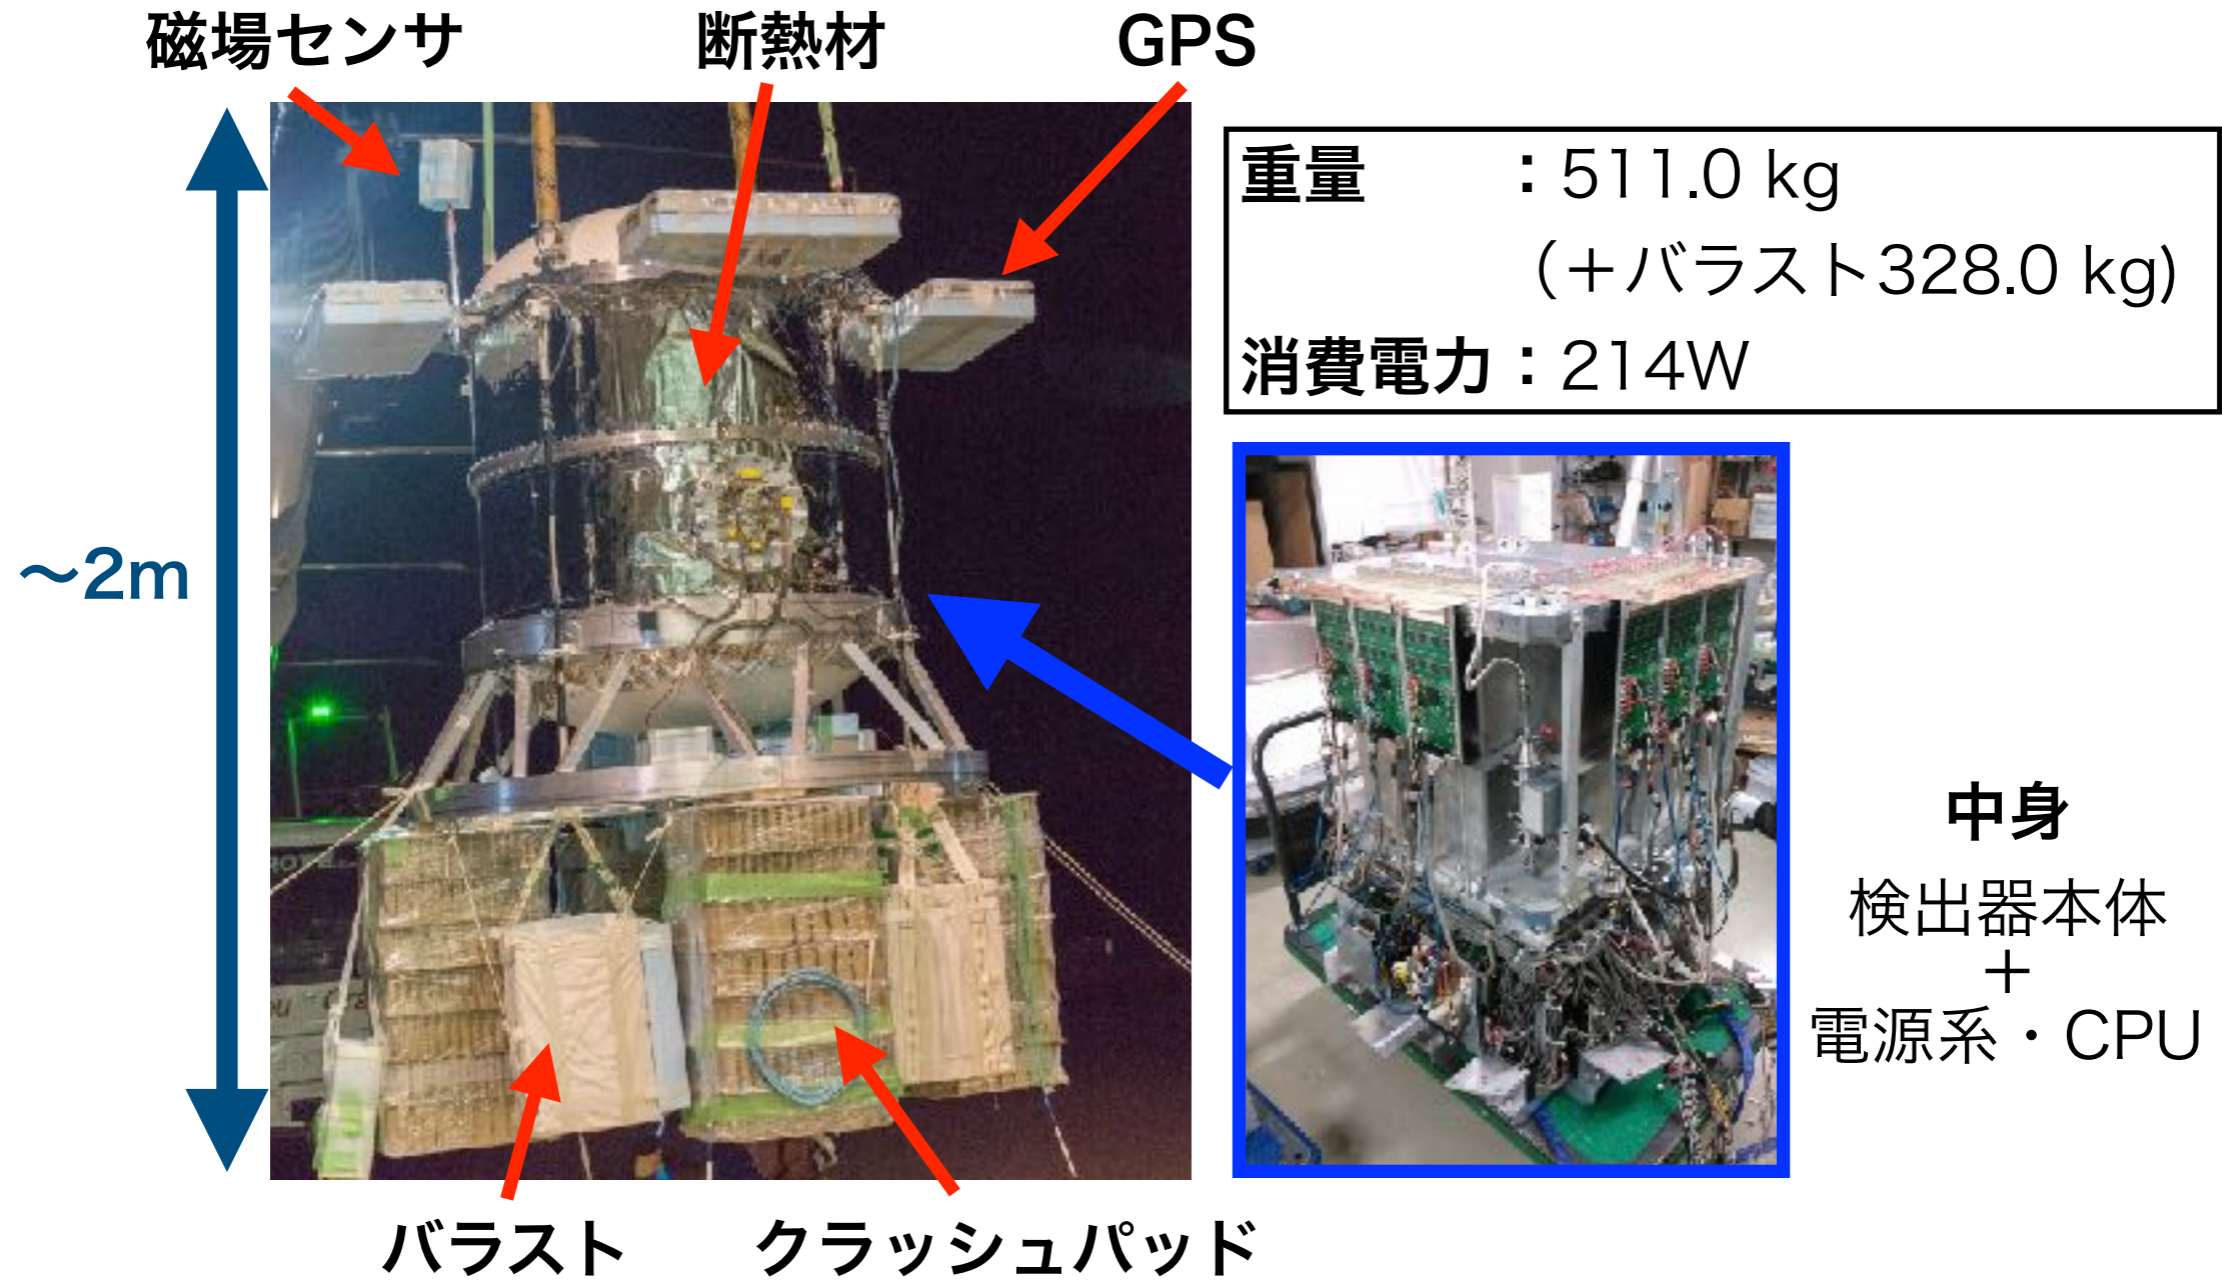 磁場センサ
断熱材
GPS
重量　　：511.0 kg
（＋バラスト328.0 kg)
消費電力：214W
〜2m
中身
検出器本体
＋
電源系・CPU
バラスト
クラッシュパッド